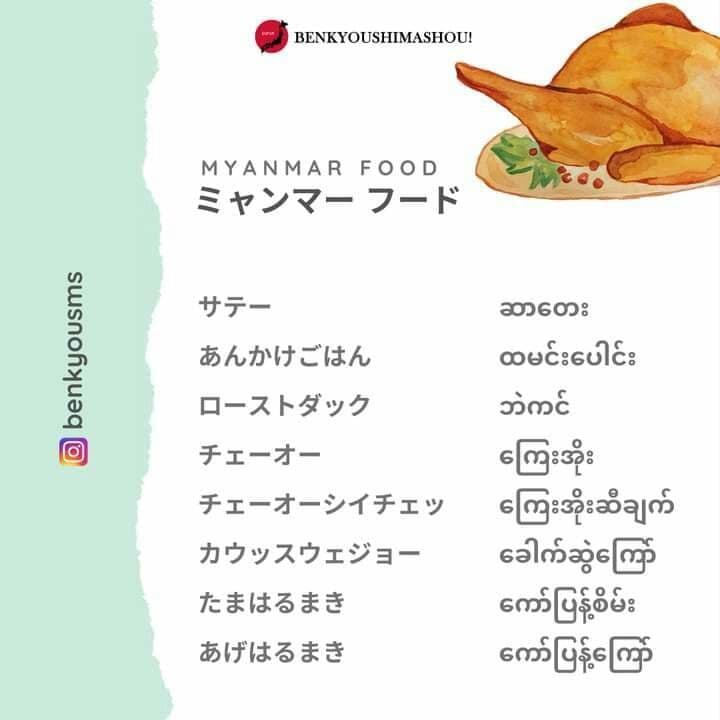 BENKYOUSHIMASHOU!
MYANMAR FOOD
ミャンマー フード
サテー ဆာတေး
あんかけごはん ထမင်းပေါင်း
ローストダック ဘဲကင်
チェーオー ကြေးအိုး
チェーオーシイチェッ ကြေးအိုးဆီချက်
カウッスウェジョー ခေါက်ဆွဲကြော်
たまはるまき ကော်ပြန့်စိမ်း
あげはるまき ကော်ပြန့်ကြော်
benkyousms